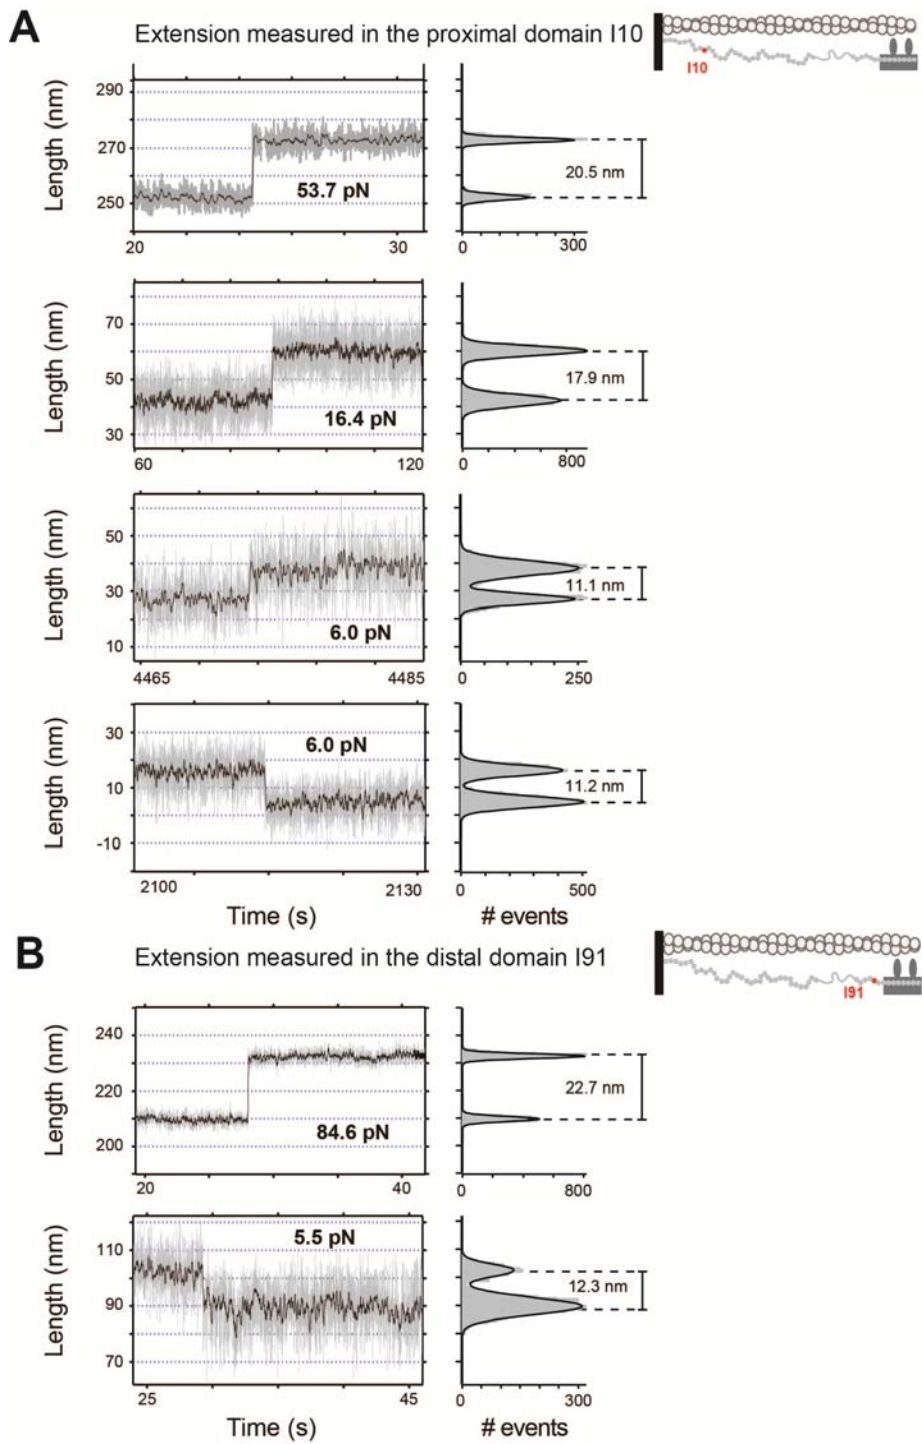 A
Extension measured in the proximal domain I10
I10
Length (nm)
290
270
250
53.7 pN
20
30
20.5 nm
0
300
Length (nm)
70
50
30
16.4 pN
60
120
17.9 nm
0
800
Length (nm)
50
30
10
6.0 pN
4465
4485
11.1 nm
0
250
Length (nm)
30
10
-10
6.0 pN
2100
2130
11.2 nm
0
500
Time (s)
# events
B
Extension measured in the distal domain I91
I91
Length (nm)
240
220
200
84.6 pN
20
40
22.7 nm
0
800
Length (nm)
110
90
70
5.5 pN
25
45
12.3 nm
0
300
Time (s)
# events